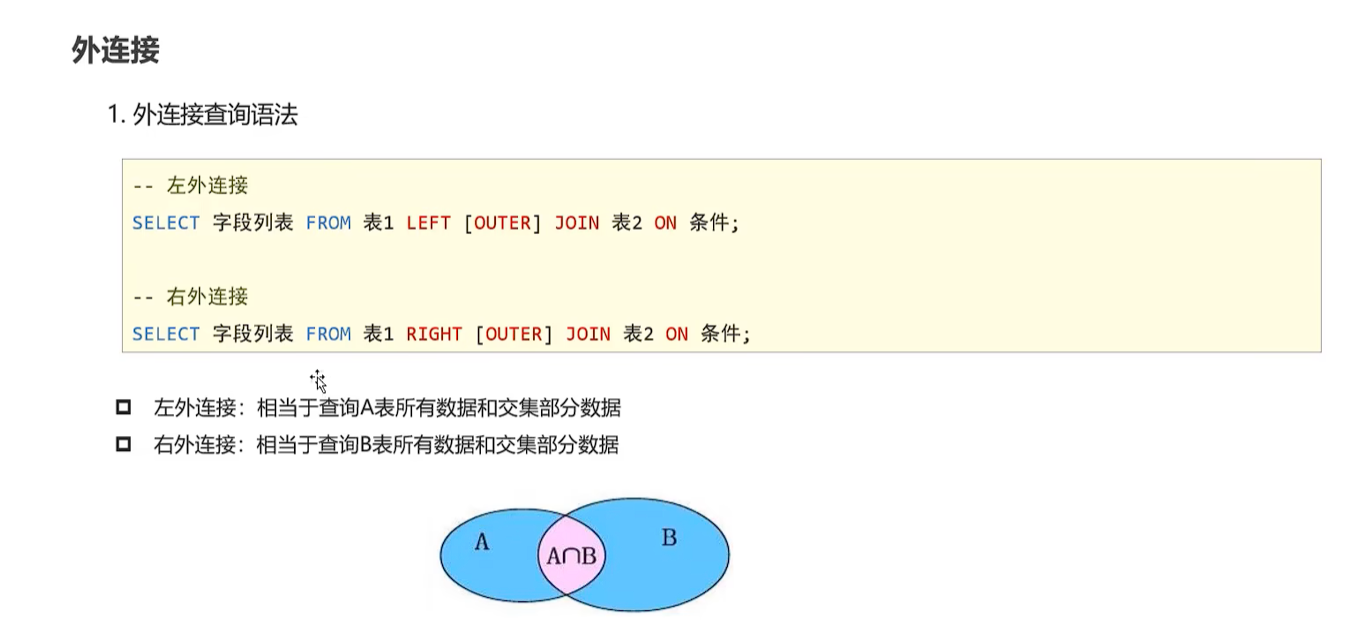 外连接
1. 外连接查询语法
-- 左外连接
SELECT 字段列表 FROM 表1 LEFT [OUTER] JOIN 表2 ON 条件;
-- 右外连接
SELECT 字段列表 FROM 表1 RIGHT [OUTER] JOIN 表2 ON 条件;
左外连接：相当于查询A表所有数据和交集部分数据
右外连接：相当于查询B表所有数据和交集部分数据
A A∩B B